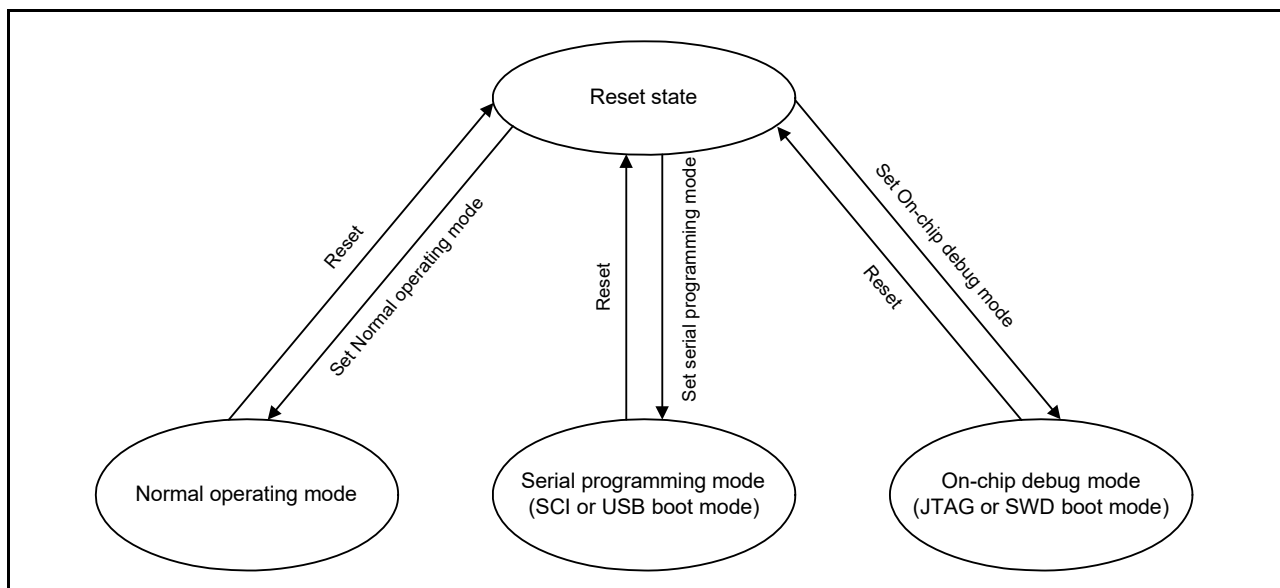 Reset state
Reset
Set Normal operating mode
Reset
Set serial programming mode
Set On-chip debug mode
Reset
Normal operating mode
Serial programming mode
(SCI or USB boot mode)
On-chip debug mode
(JTAG or SWD boot mode)